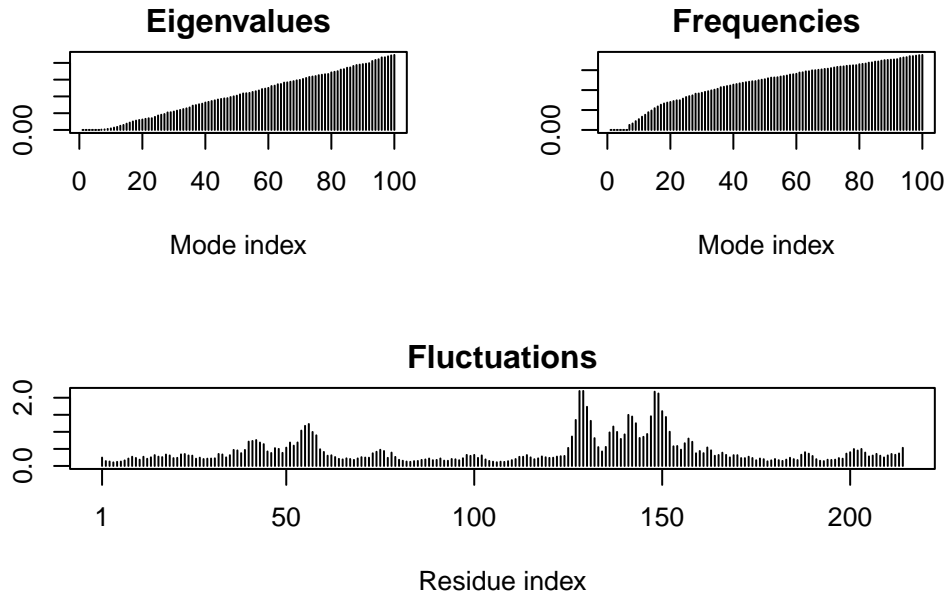 Eigenvalues
0.00
0 20 40 60 80 100
Mode index
Frequencies
0.00
0 20 40 60 80 100
Mode index
Fluctuations
2.0
0.0
1 50 100 150 200
Residue index